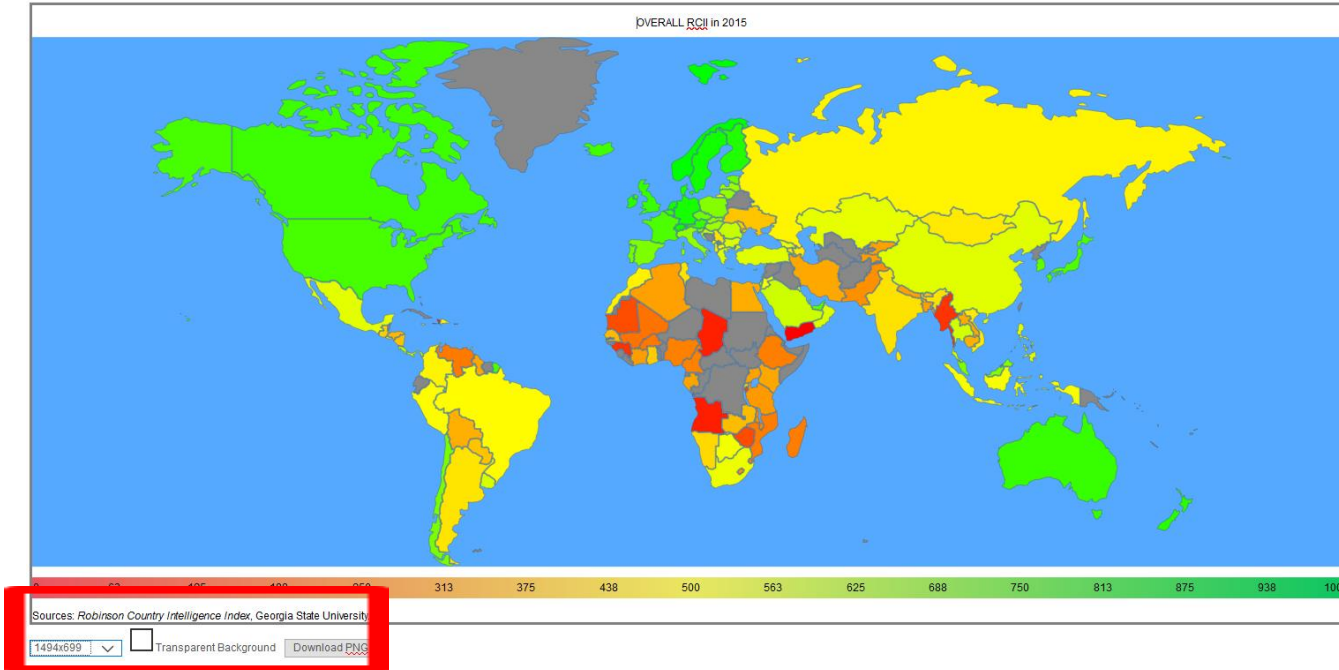 OVERALL RCII in 2015
313 375 438 500 563 625 688 750 813 875 938
Sources: Robinson Country Intelligence Index, Georgia State University
1494x699 Transparent Background Download PNG